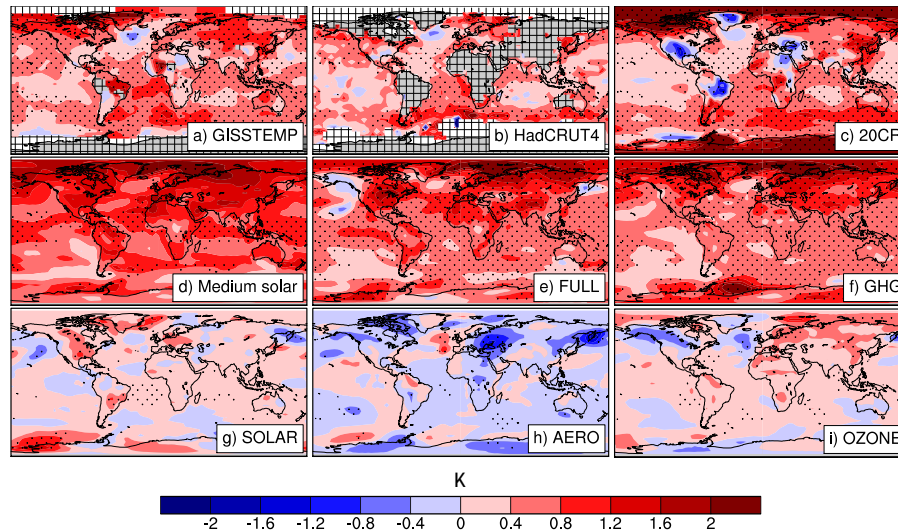 a) GISSTEMP
b) HadCRUT4
c) 20CR
d) Medium solar
e) FULL
f) GHG
g) SOLAR
h) AERO
i) OZONE
K
-2 -1.6 -1.2 -0.8 -0.4 0 0.4 0.8 1.2 1.6 2